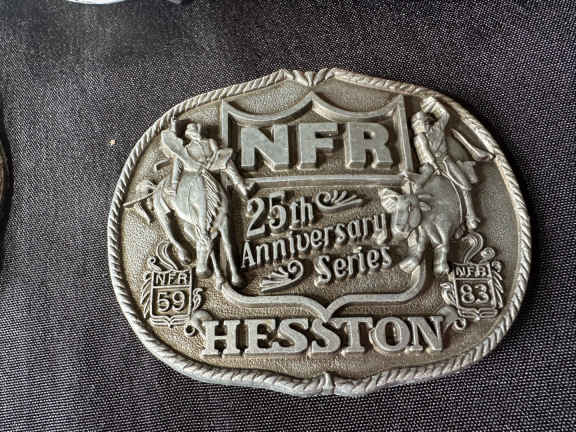 NFR
25th
Anniversary
Series
NFR
59
NFR
83
HESSTON